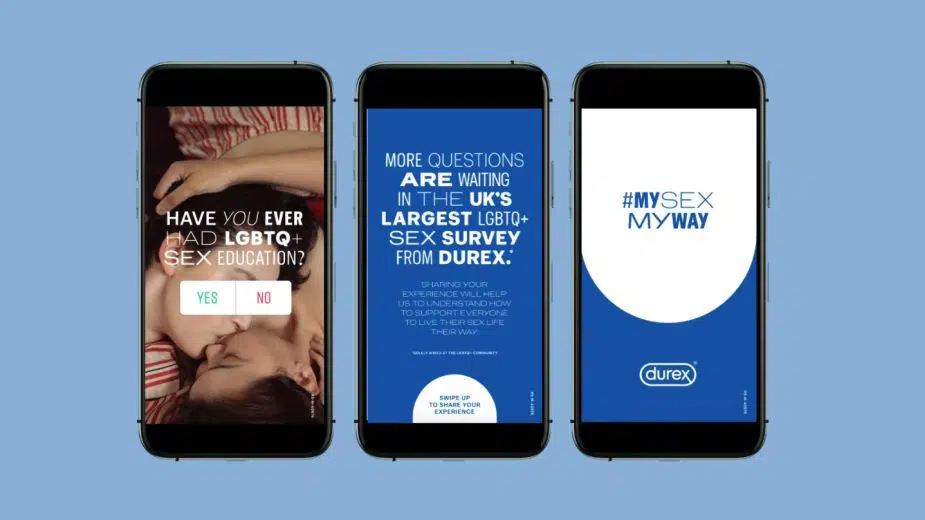 HAVE YOU EVER
HAD LGBTQ+
SEX EDUCATION?
YES
NO
MORE QUESTIONS
ARE WAITING
IN THE UK'S
LARGEST LGBTQ+
SEX SURVEY
FROM DUREX.*
SHARING YOUR
EXPERIENCE WILL HELP
US TO UNDERSTAND HOW
TO SUPPORT EVERYONE
TO LIVE THEIR SEX LIFE
THEIR WAY.
*SOLELY AIMED AT THE LGBTQ+ COMMUNITY
SWIPE UP
TO SHARE YOUR
EXPERIENCE
#MYSEX
MYWAY
durex®